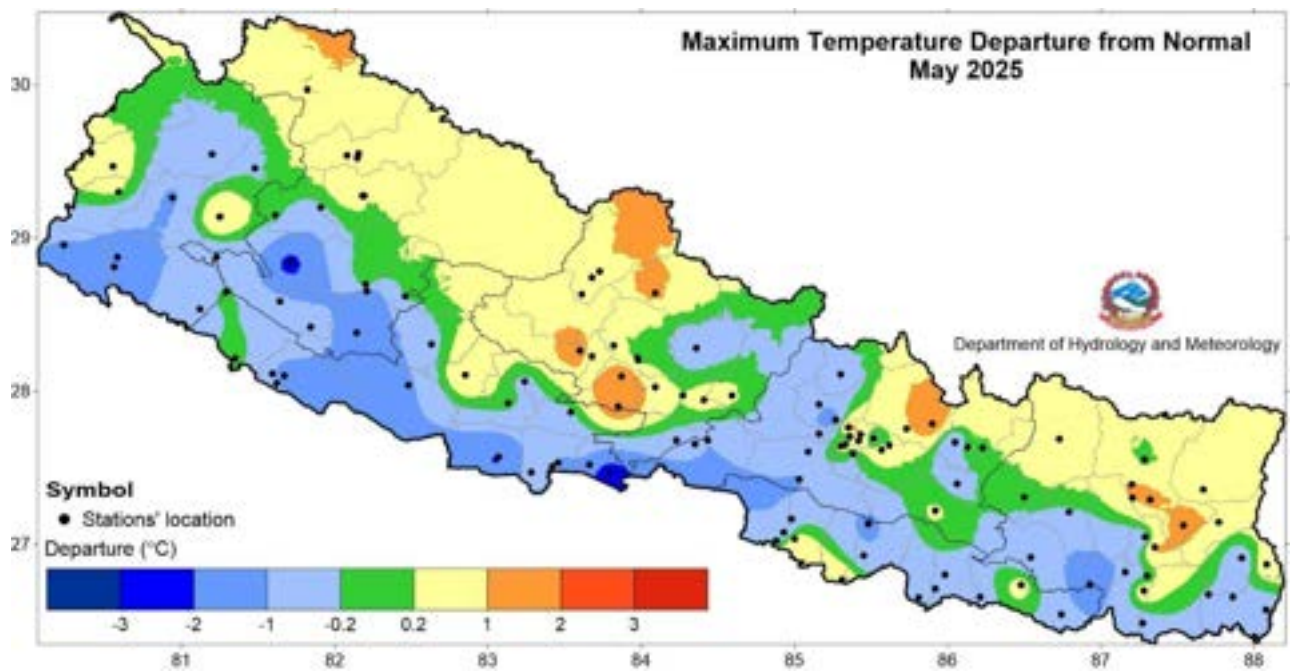 Maximum Temperature Departure from Normal
May 2025
30
29
28
27
Department of Hydrology and Meteorology
Symbol
Stations' location
Departure (°C)
-3 -2 -1 -0.2 0.2 1 2 3
81 82 83 84 85 86 87 88